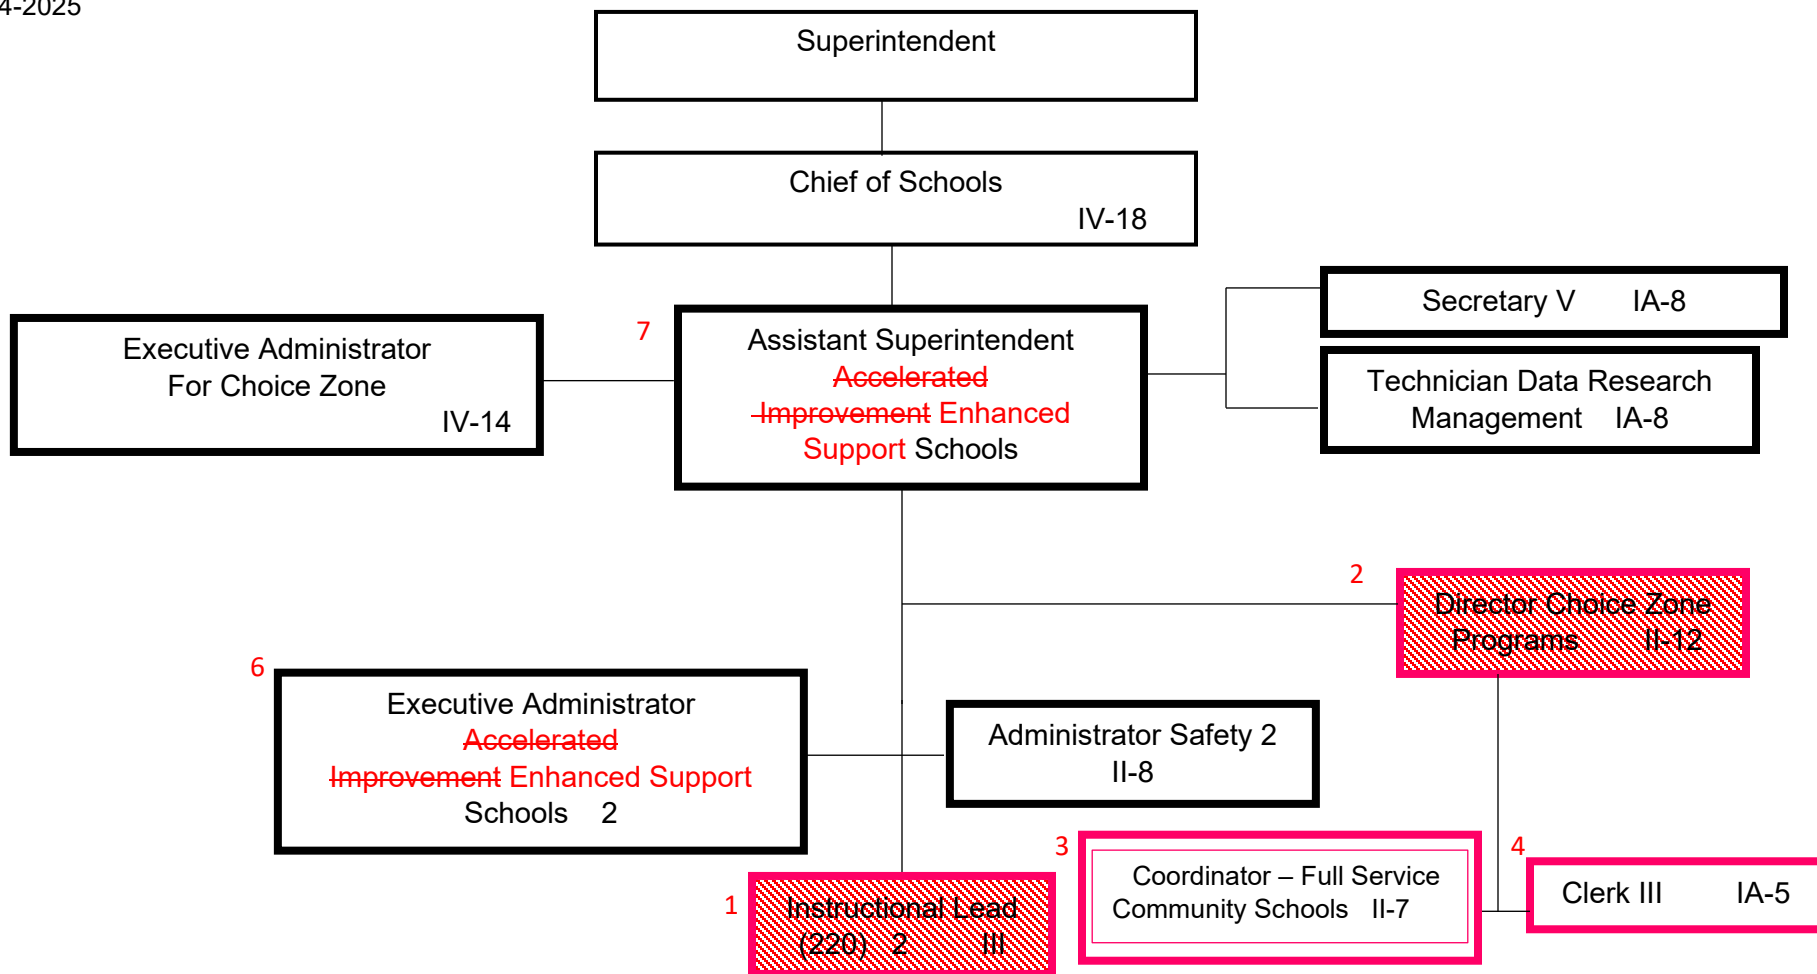 4-2025
Superintendent
Chief of Schools
IV-18
Secretary V IA-8
7
Executive Administrator
For Choice Zone
IV-14
Assistant Superintendent
Accelerated
Improvement Enhanced
Support Schools
Technician Data Research
Management IA-8
2
Director Choice Zone
Programs II-12
6
Executive Administrator
Accelerated
Improvement Enhanced Support
Schools 2
Administrator Safety 2
II-8
3
Coordinator – Full Service
Community Schools II-7
4
Clerk III IA-5
1
Instructional Lead
(220) 2 III